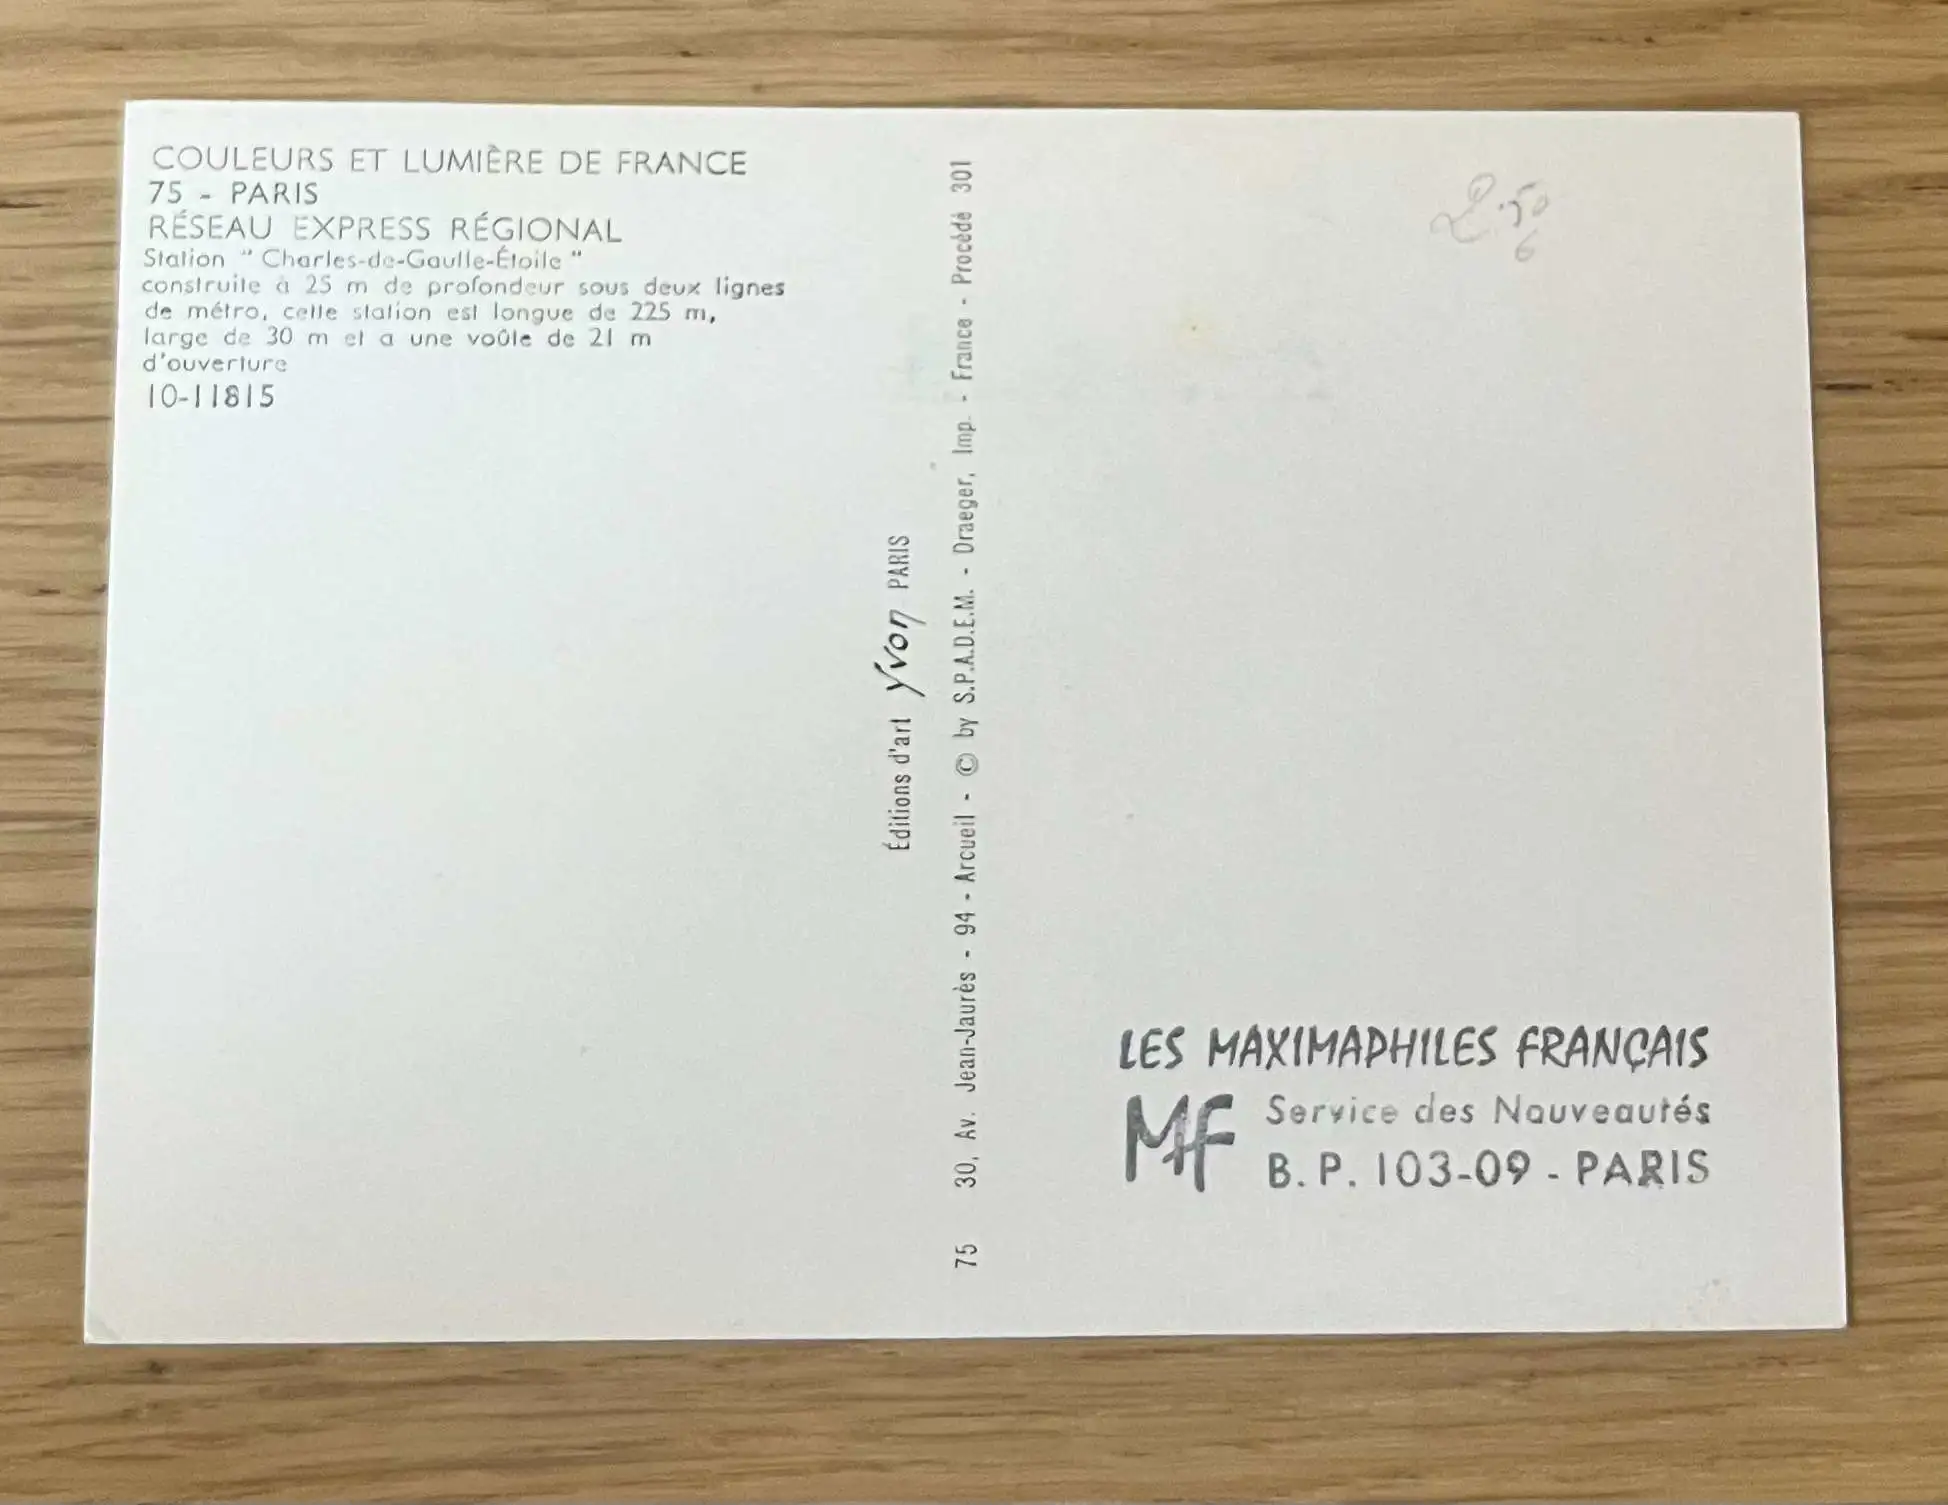 COULEURS ET LUMIÈRE DE FRANCE
75 - PARIS
RÉSEAU EXPRESS RÉGIONAL
Station " Charles-de-Gaulle-Étoile "
construite à 25 m de profondeur sous deux lignes
de métro, cette station est longue de 225 m,
large de 30 m et a une voûte de 21 m
d'ouverture
10-11815
Éditions d'art Yvon PARIS
75 30, Av. Jean-Jaurès - 94 - Arcueil - © by S.P.A.D.E.M. - Draeger, Imp. - France - Procédé 301
LES MAXIMAPHILES FRANÇAIS
MF Service des Nouveautés
B.P. 103-09 - PARIS